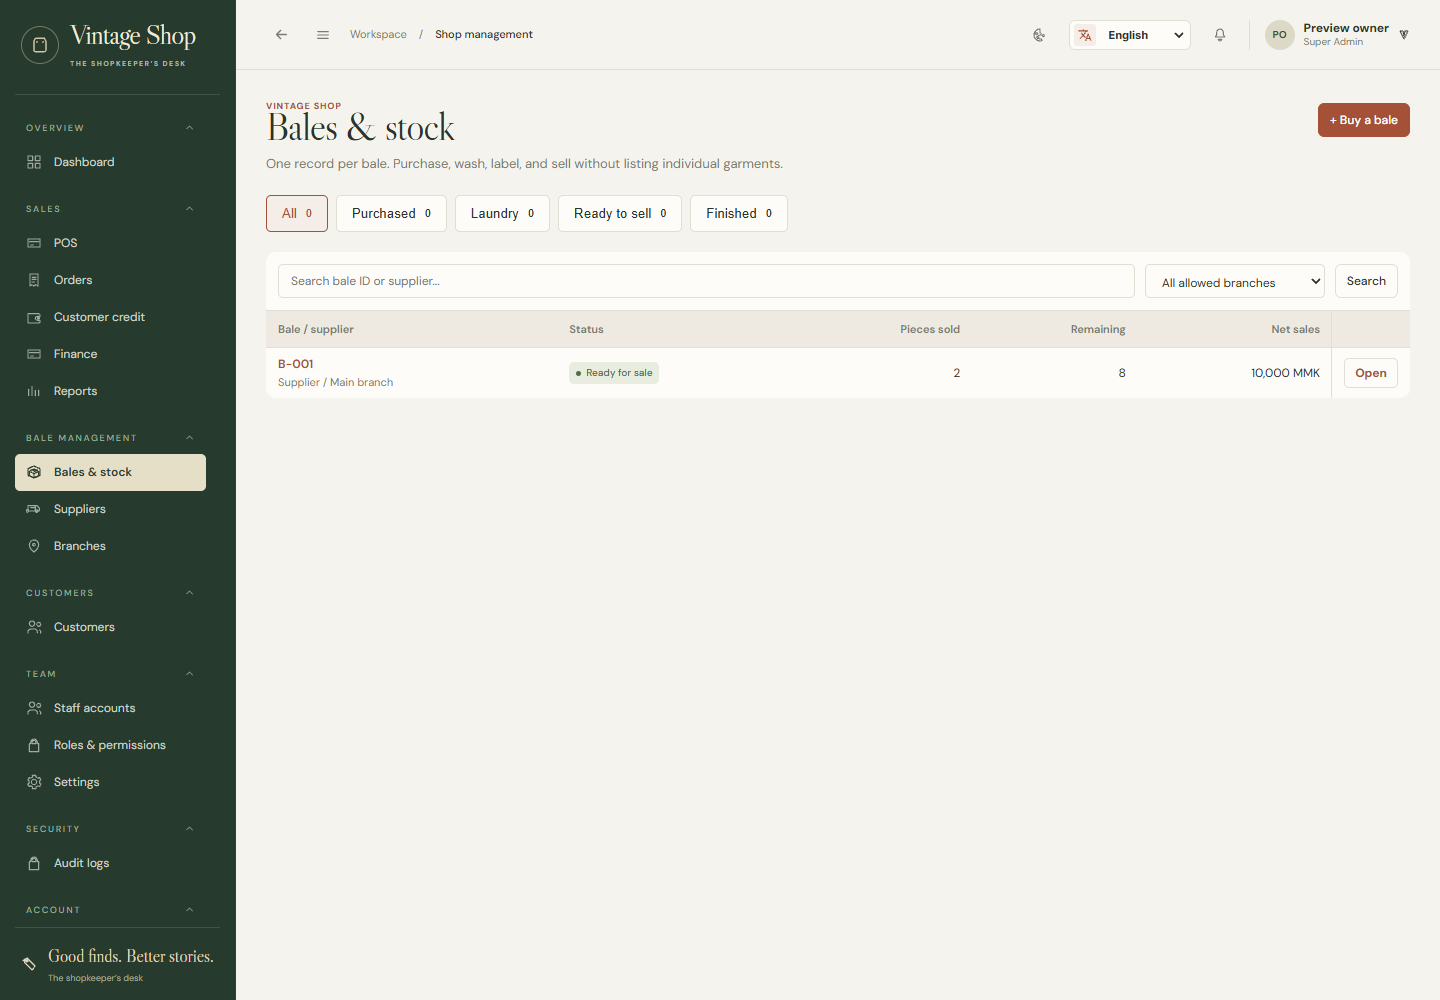 Vintage Shop
THE SHOPKEEPER'S DESK
OVERVIEW
Dashboard
SALES
POS
Orders
Customer credit
Finance
Reports
BALE MANAGEMENT
Bales & stock
Suppliers
Branches
CUSTOMERS
Customers
TEAM
Staff accounts
Roles & permissions
Settings
SECURITY
Audit logs
ACCOUNT
Good finds. Better stories.
The shopkeeper's desk
Workspace / Shop management
English
PO
Preview owner
Super Admin
VINTAGE SHOP
Bales & stock
+ Buy a bale
One record per bale. Purchase, wash, label, and sell without listing individual garments.
All 0 Purchased 0 Laundry 0 Ready to sell 0 Finished 0
Search bale ID or supplier... All allowed branches Search
Bale / supplier Status Pieces sold Remaining Net sales
B-001
Supplier / Main branch
Ready for sale 2 8 10,000 MMK Open